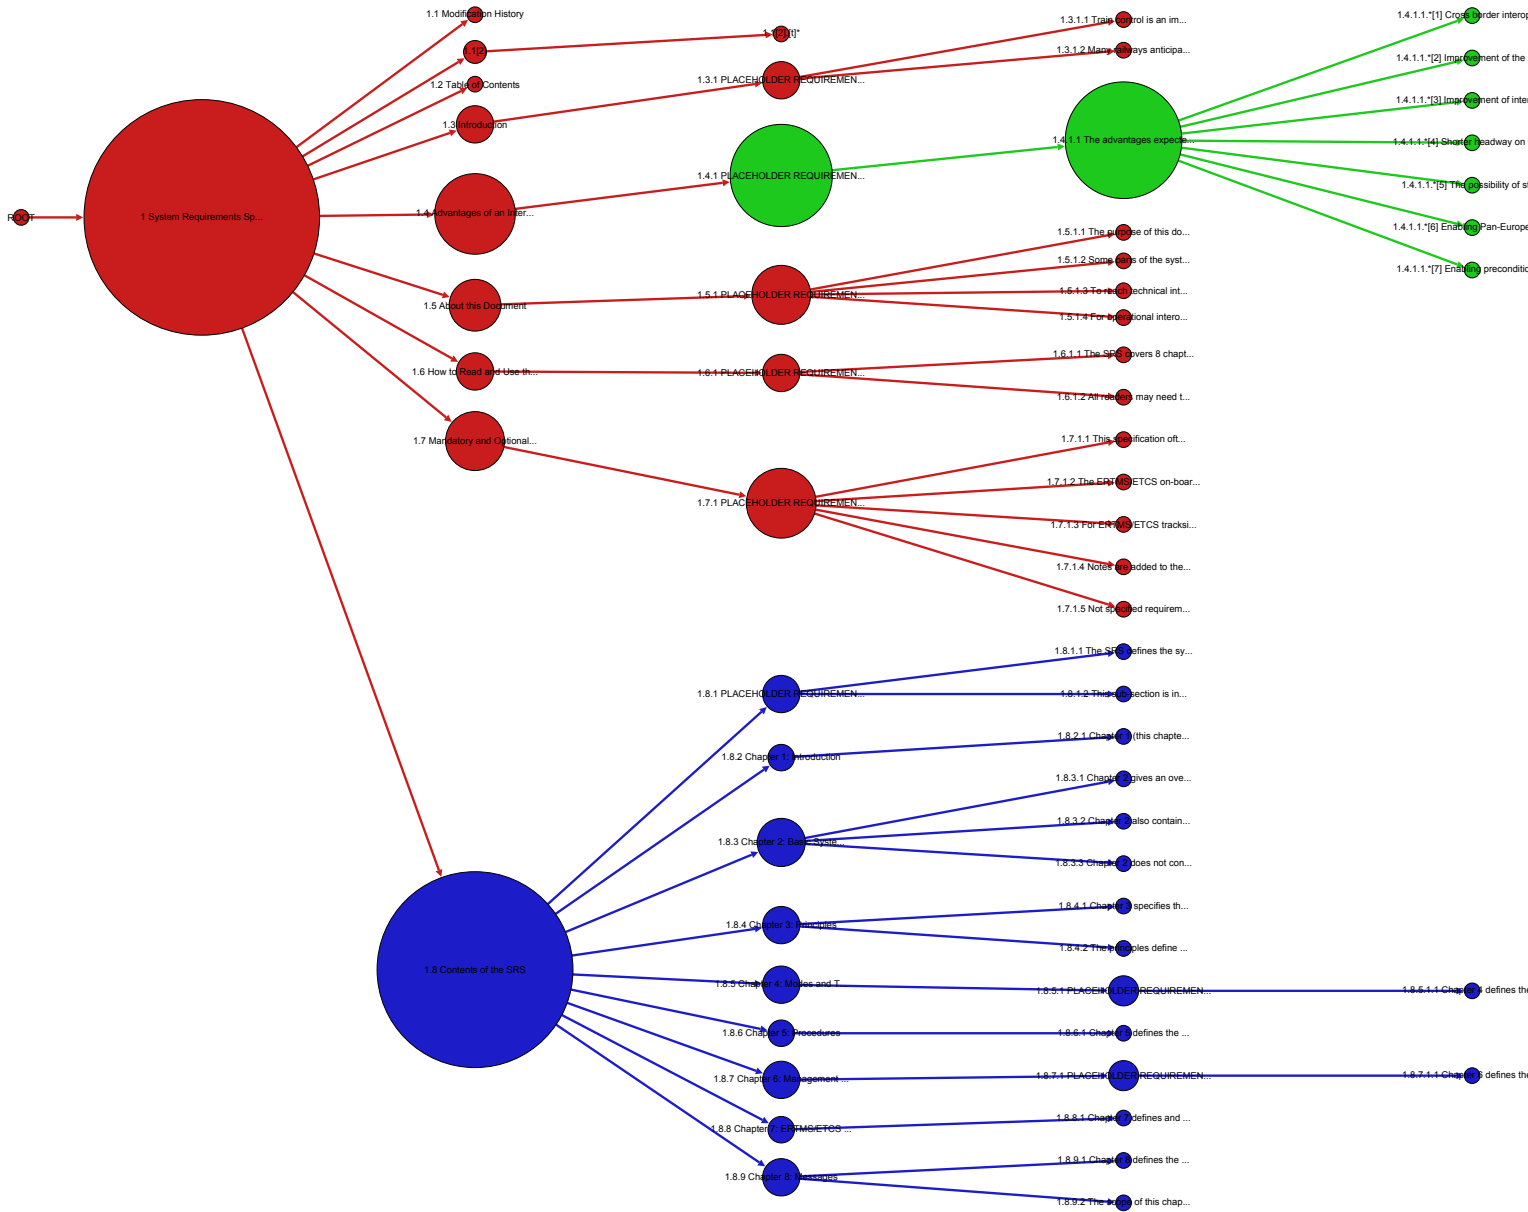 ROOT
1 System Requirements Sp...
1.1 Modification History
1.1[2]
1.2 Table of Contents
1.3 Introduction
1.4 Advantages of an Inter...
1.5 About this Document
1.6 How to Read and Use th...
1.7 Mandatory and Optional...
1.8 Contents of the SRS
1.1[2][t]*
1.3.1 PLACEHOLDER REQUIREMEN...
1.4.1 PLACEHOLDER REQUIREMEN...
1.5.1 PLACEHOLDER REQUIREMEN...
1.6.1 PLACEHOLDER REQUIREMEN...
1.7.1 PLACEHOLDER REQUIREMEN...
1.8.1 PLACEHOLDER REQUIREMEN...
1.8.2 Chapter 1: Introduction
1.8.3 Chapter 2: Basic Syste...
1.8.4 Chapter 3: Principles
1.8.5 Chapter 4: Modes and T...
1.8.6 Chapter 5: Procedures
1.8.7 Chapter 6: Management ...
1.8.8 Chapter 7: ERTMS/ETCS ...
1.8.9 Chapter 8: Messages
1.3.1.1 Train control is an im...
1.3.1.2 Many railways anticipa...
1.4.1.1 The advantages expecte...
1.5.1.1 The purpose of this do...
1.5.1.2 Some parts of the syst...
1.5.1.3 To reach technical int...
1.5.1.4 For operational intero...
1.6.1.1 The SRS covers 8 chapt...
1.6.1.2 All readers may need t...
1.7.1.1 This specification oft...
1.7.1.2 The ERTMS/ETCS on-boar...
1.7.1.3 For ERTMS/ETCS tracksi...
1.7.1.4 Notes are added to the...
1.7.1.5 Not specified requirem...
1.8.1.1 The SRS defines the sy...
1.8.1.2 This sub-section is in...
1.8.2.1 Chapter 1 (this chapte...
1.8.3.1 Chapter 2 gives an ove...
1.8.3.2 Chapter 2 also contain...
1.8.3.3 Chapter 2 does not con...
1.8.4.1 Chapter 3 specifies th...
1.8.4.2 The principles define ...
1.8.5.1 PLACEHOLDER REQUIREMEN...
1.8.6.1 Chapter 5 defines the ...
1.8.7.1 PLACEHOLDER REQUIREMEN...
1.8.8.1 Chapter 7 defines and ...
1.8.9.1 Chapter 8 defines the ...
1.8.9.2 The scope of this chap...
1.4.1.1.*[1] Cross border interop
1.4.1.1.*[2] Improvement of the
1.4.1.1.*[3] Improvement of inter
1.4.1.1.*[4] Shorter headway on
1.4.1.1.*[5] The possibility of st
1.4.1.1.*[6] Enabling Pan-Europe
1.4.1.1.*[7] Enabling preconditio
1.8.5.1.1 Chapter 4 defines the
1.8.7.1.1 Chapter 6 defines the